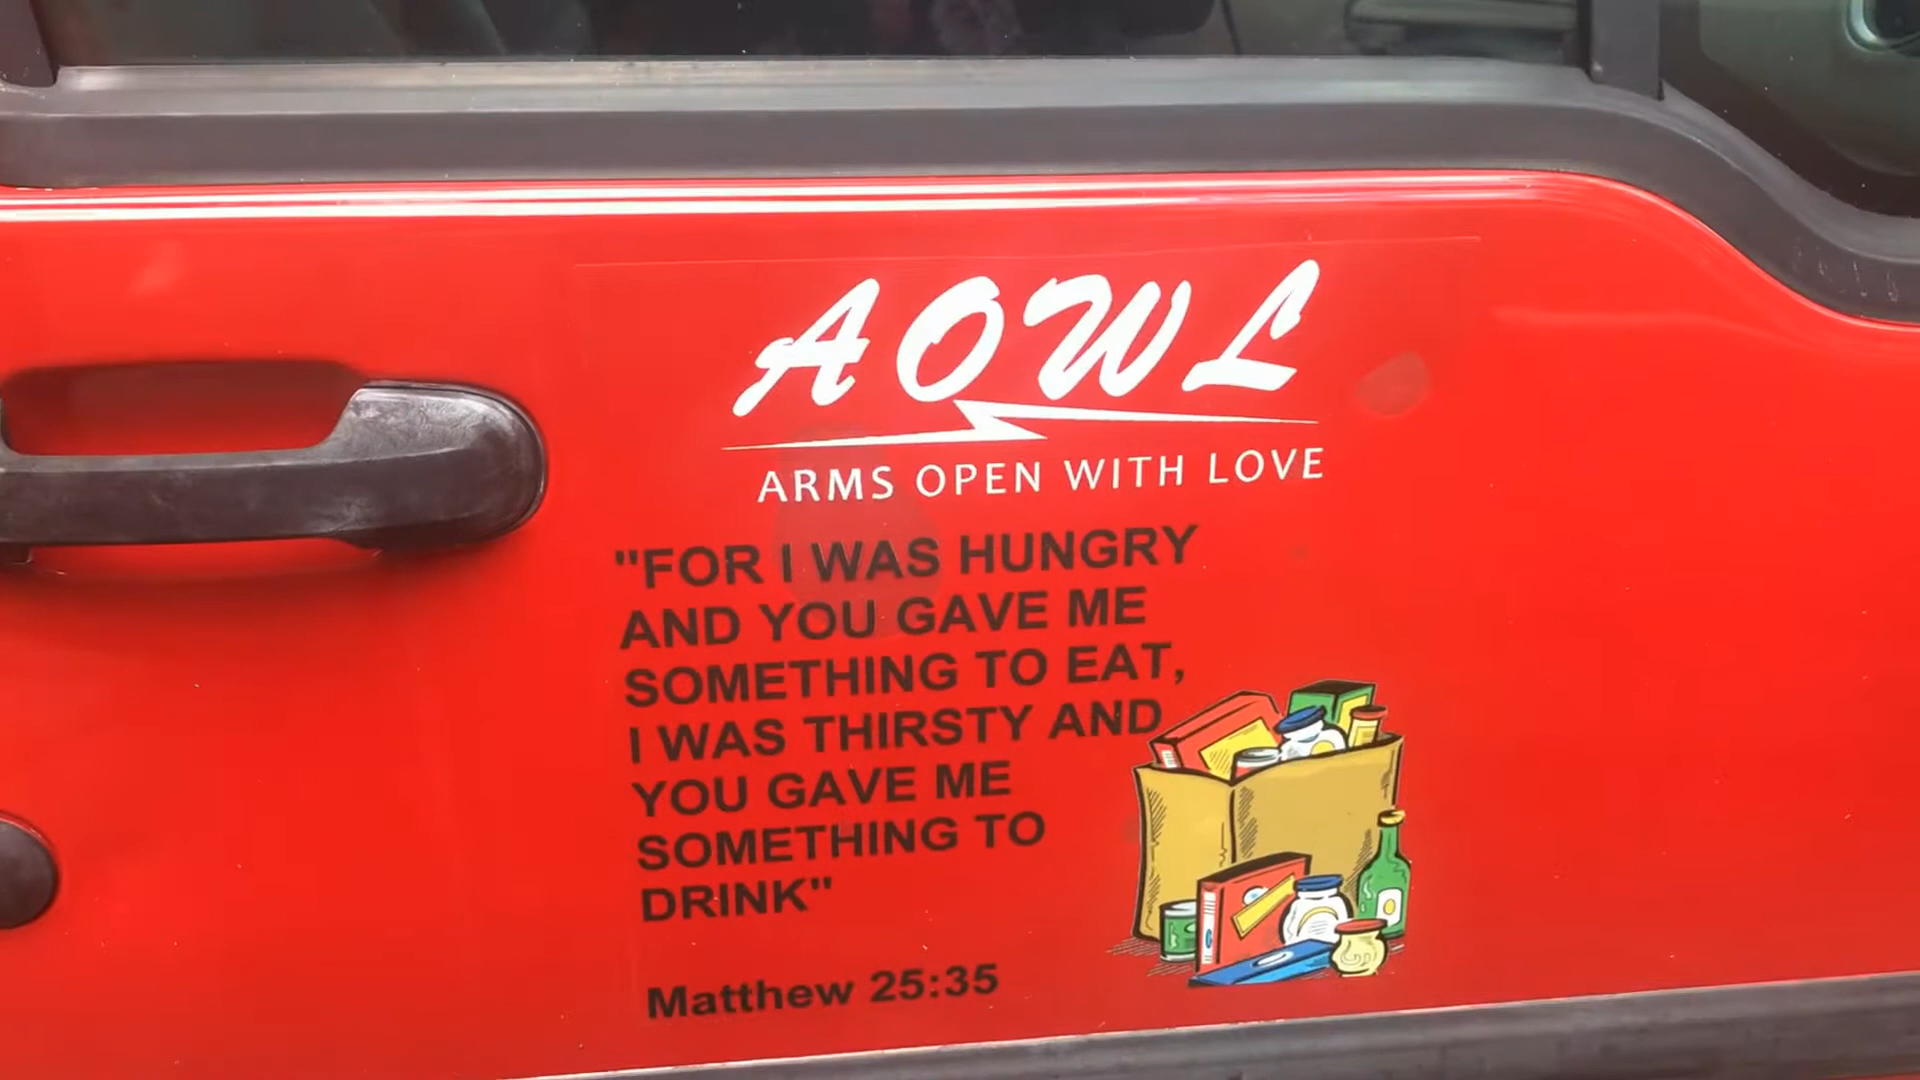 AOWL
ARMS OPEN WITH LOVE
"FOR I WAS HUNGRY
AND YOU GAVE ME
SOMETHING TO EAT,
I WAS THIRSTY AND
YOU GAVE ME
SOMETHING TO
DRINK"
Matthew 25:35